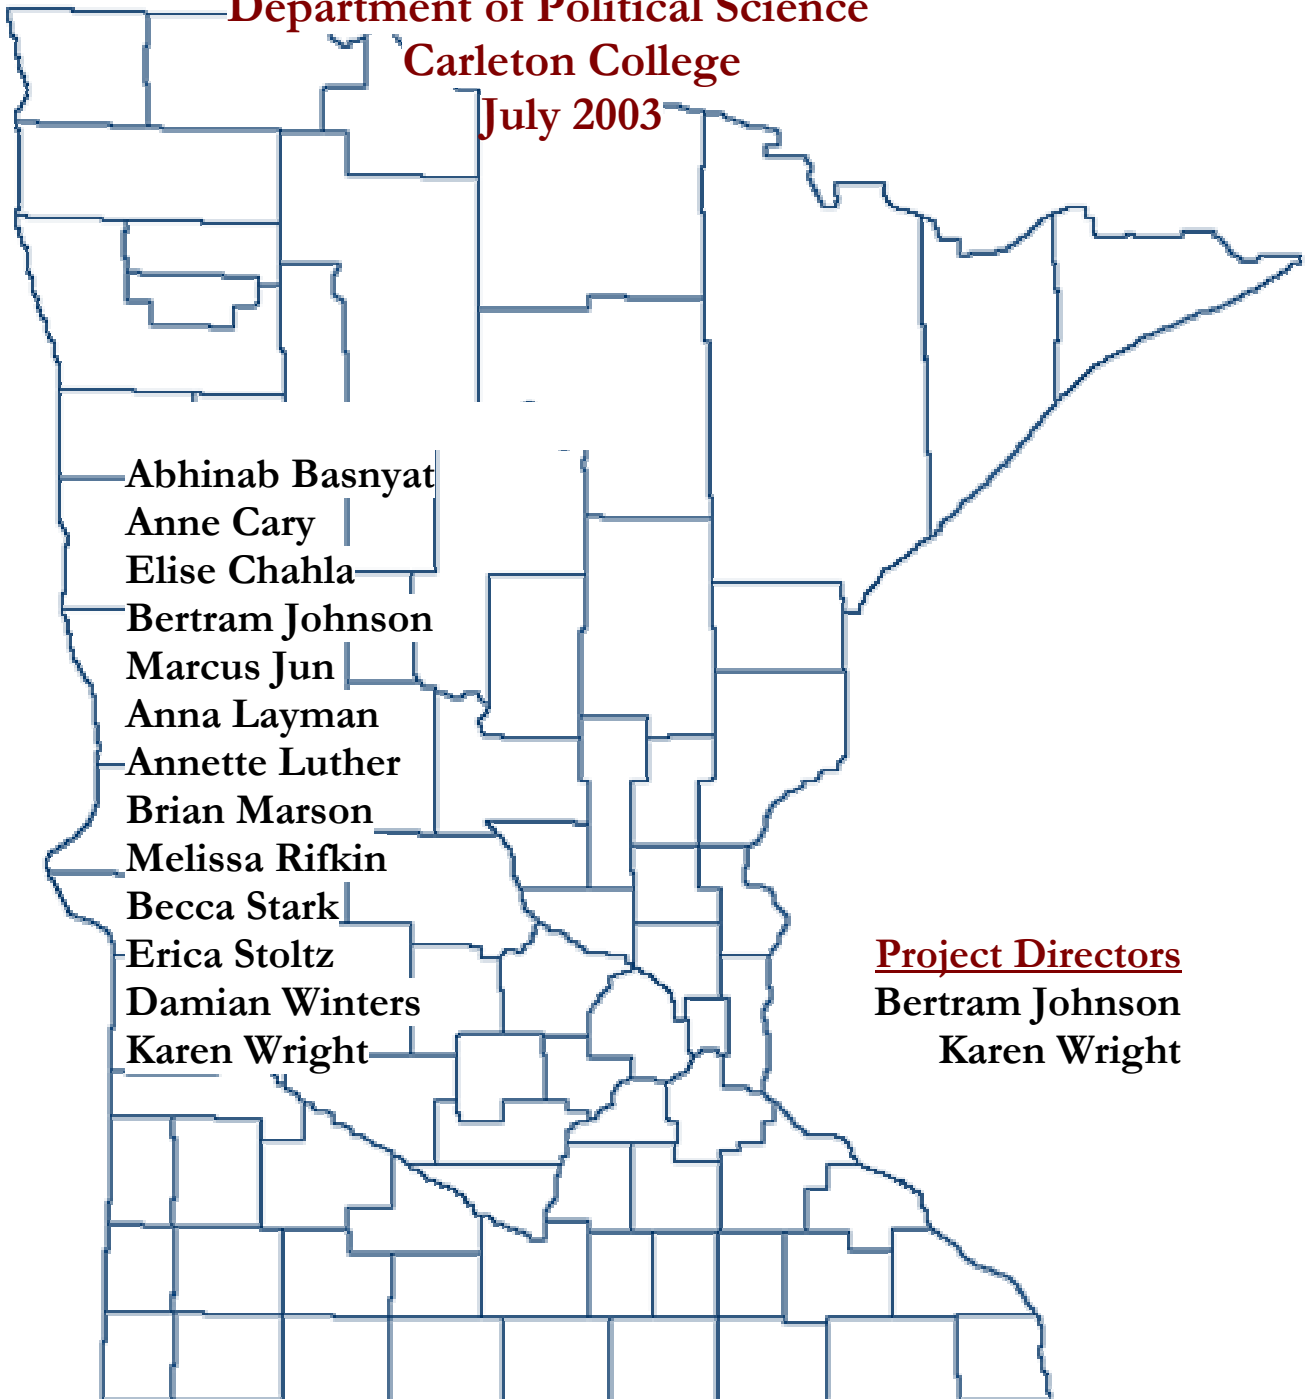 Department of Political Science
Carleton College
July 2003
Abhinab Basnyat
Anne Cary
Elise Chahla
Bertram Johnson
Marcus Jun
Anna Layman
Annette Luther
Brian Marson
Melissa Rifkin
Becca Stark
Erica Stoltz
Damian Winters
Karen Wright
Project Directors
Bertram Johnson
Karen Wright